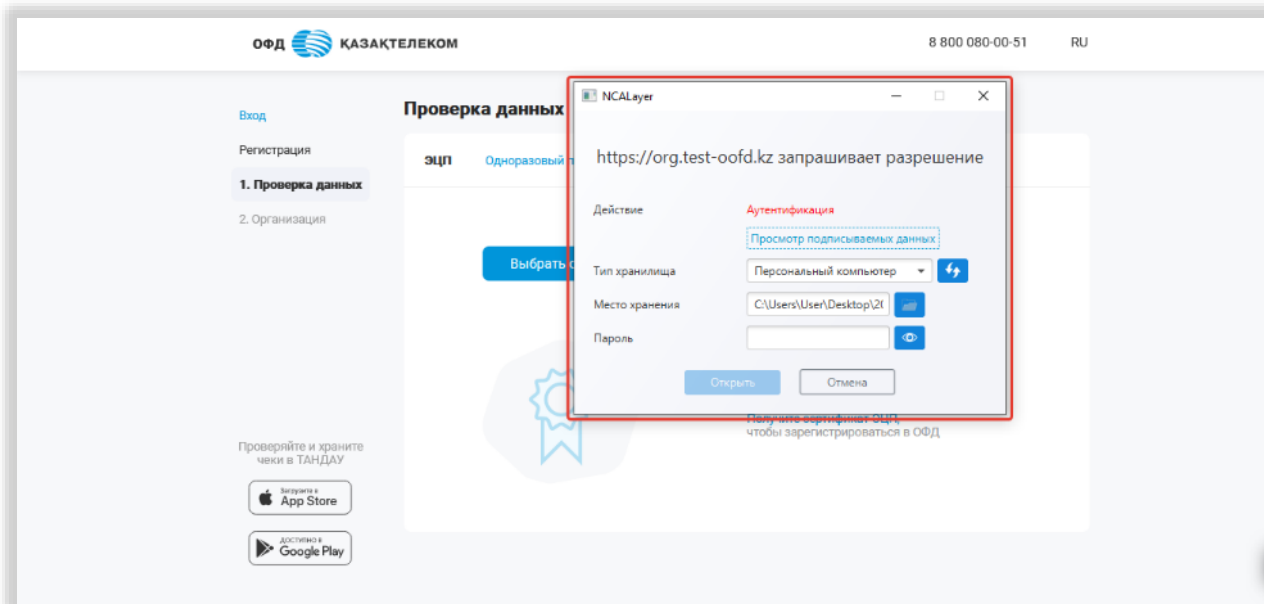 ОФД ҚАЗАҚТЕЛЕКОМ
8 800 080-00-51 RU
Вход
Регистрация
1. Проверка данных
2. Организация
Проверка данных
ЭЦП Одноразовый
Выбрать
NCALayer
https://org.test-oofd.kz запрашивает разрешение
Действие Аутентификация
Просмотр подписываемых данных
Тип хранилища Персональный компьютер
Место хранения C:\Users\User\Desktop\2(
Пароль
Открыть Отмена
Получите сертификат ЭЦП,
чтобы зарегистрироваться в ОФД
Проверяйте и храните
чеки в ТАНДАУ
Загрузите в
App Store
ДОСТУПНО В
Google Play